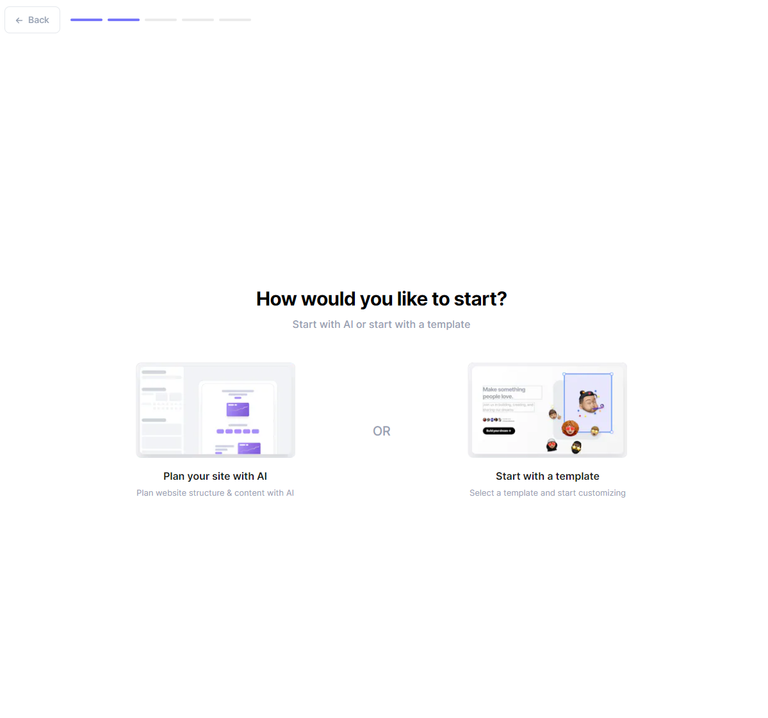 ← Back
How would you like to start?
Start with AI or start with a template
Make something
people love.
OR
Plan your site with AI
Plan website structure & content with AI
Start with a template
Select a template and start customizing